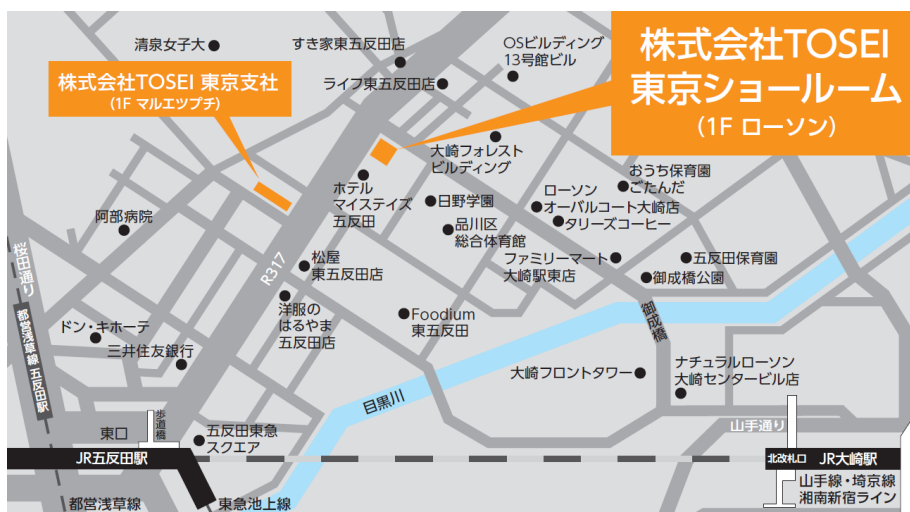 清泉女子大
すき家東五反田店
OSビルディング
13号館ビル
株式会社TOSEI
東京ショールーム
(1F ローソン)
株式会社TOSEI 東京支社
(1F マルエツプチ)
ライフ東五反田店
大崎フォレスト
ビルディング
おうち保育園
ごたんだ
ホテル
マイステイズ
五反田
日野学園
ローソン
オーバルコート大崎店
タリーズコーヒー
阿部病院
品川区
総合体育館
桜田通り
R317
松屋
東五反田店
ファミリーマート
大崎駅東店
五反田保育園
御成橋公園
洋服の
はるやま
五反田店
Foodium
東五反田
御成橋
ドン・キホーテ
三井住友銀行
都営浅草線 五反田駅
大崎フロントタワー
ナチュラルローソン
大崎センタービル店
目黒川
歩道橋
東口
五反田東急
スクエア
山手通り
JR五反田駅
北改札口
JR大崎駅
都営浅草線
東急池上線
山手線・埼京線
湘南新宿ライン